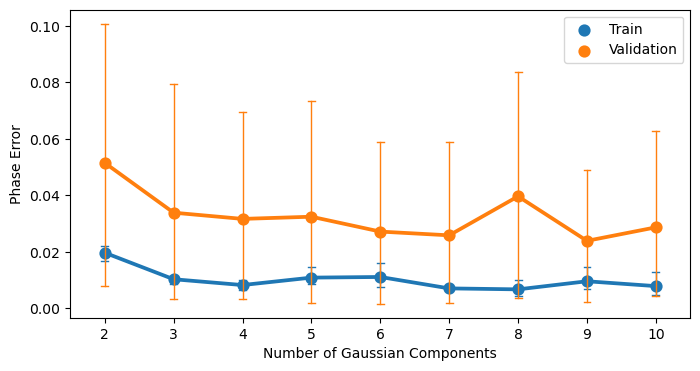 0.10
0.08
0.06
0.04
0.02
0.00
Phase Error
Train
Validation
2 3 4 5 6 7 8 9 10
Number of Gaussian Components